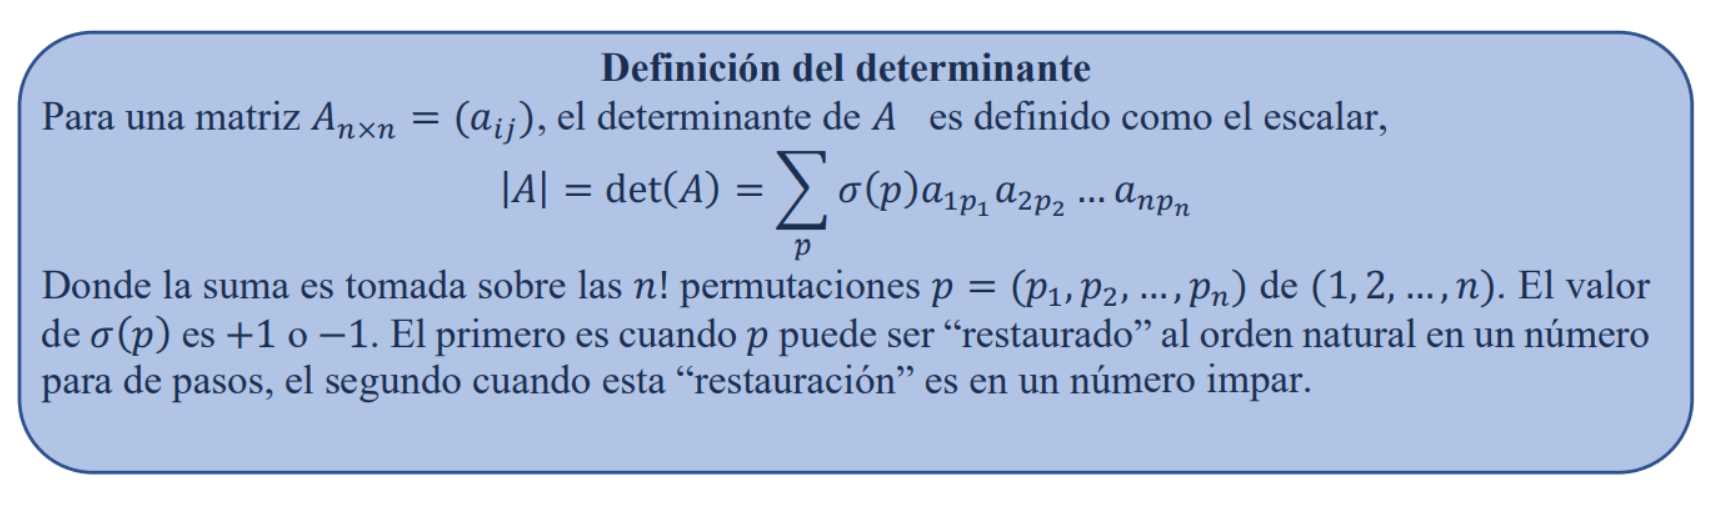 Definición del determinante
Para una matriz $A_{n \times n} = (a_{ij})$, el determinante de $A$ es definido como el escalar,
$|A| = \det(A) = \sum_{p} \sigma(p) a_{1p_1} a_{2p_2} \dots a_{np_n}$
Donde la suma es tomada sobre las $n!$ permutaciones $p = (p_1, p_2, \dots, p_n)$ de $(1, 2, \dots, n)$. El valor
de $\sigma(p)$ es $+1$ o $-1$. El primero es cuando $p$ puede ser “restaurado” al orden natural en un número
para de pasos, el segundo cuando esta “restauración” es en un número impar.